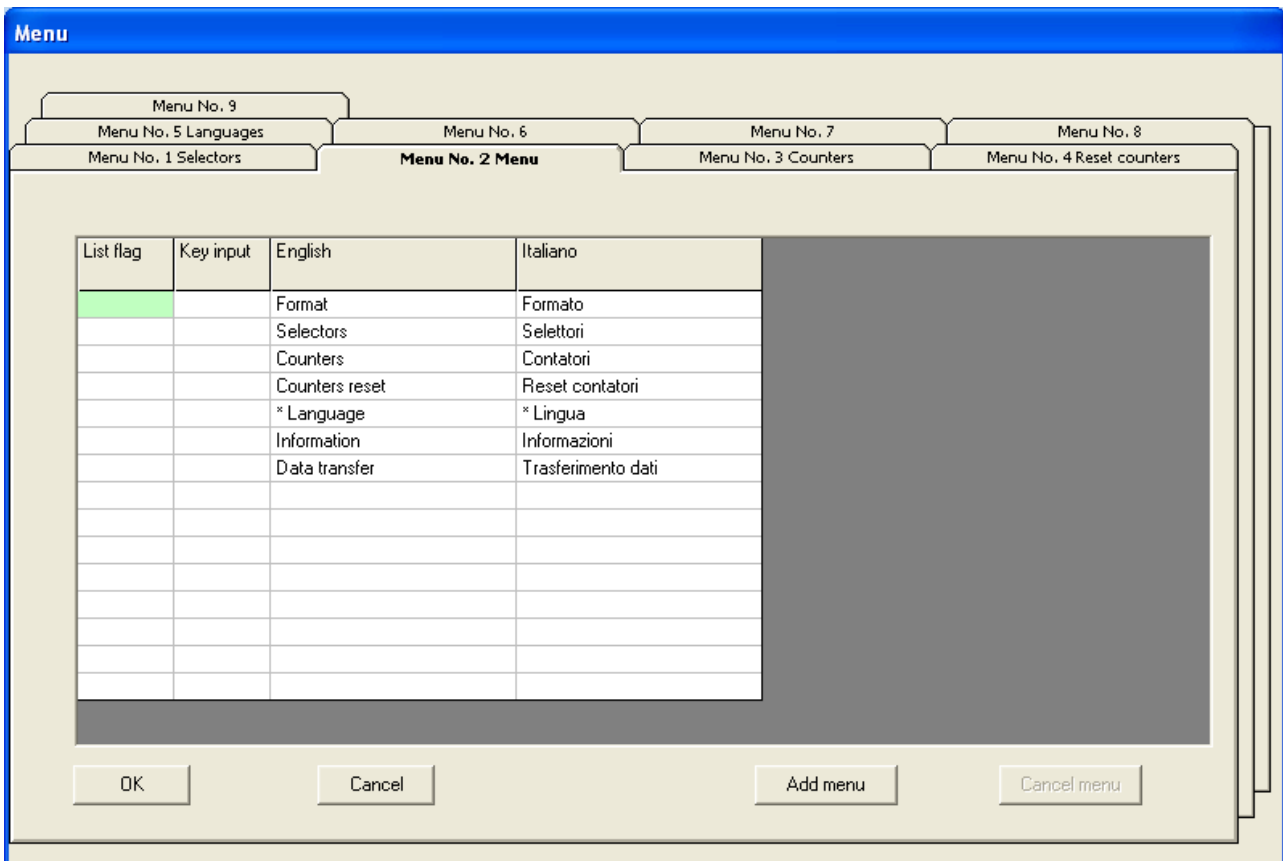 Menu
Menu No. 9
Menu No. 5 Languages Menu No. 6 Menu No. 7 Menu No. 8
Menu No. 1 Selectors Menu No. 2 Menu Menu No. 3 Counters Menu No. 4 Reset counters
List flag Key input English Italiano
Format Formato
Selectors Selettori
Counters Contatori
Counters reset Reset contatori
* Language * Lingua
Information Informazioni
Data transfer Trasferimento dati
OK Cancel Add menu Cancel menu